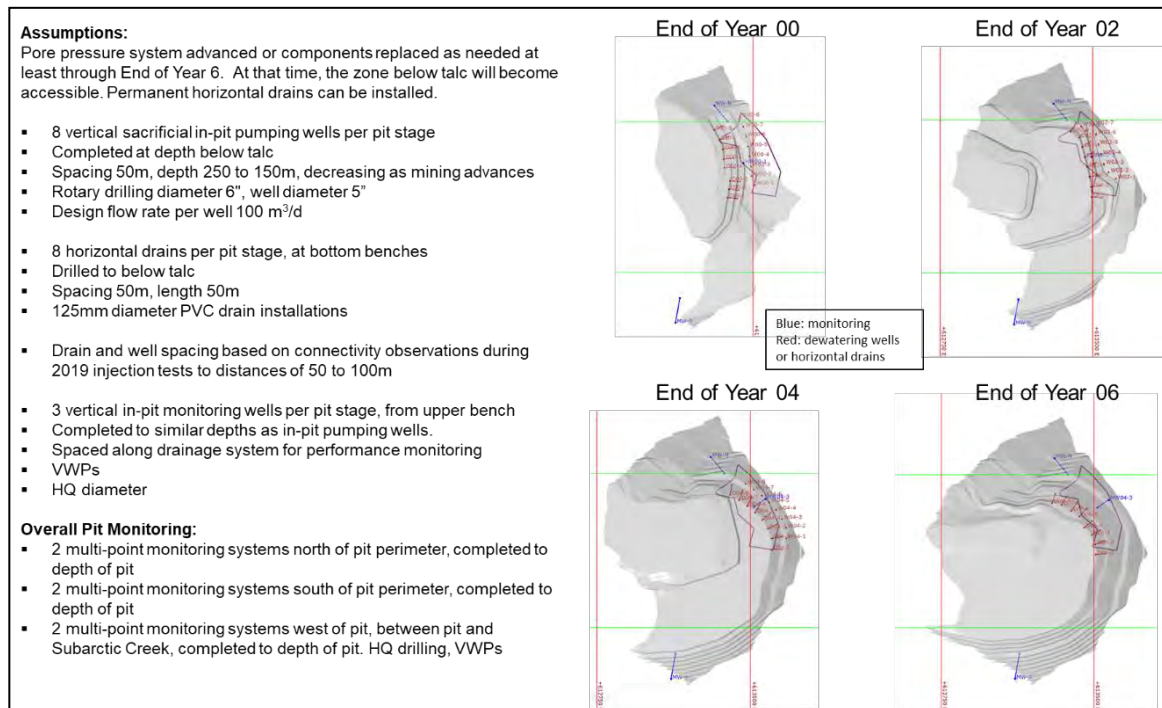 Assumptions:
Pore pressure system advanced or components replaced as needed at
least through End of Year 6. At that time, the zone below talc will become
accessible. Permanent horizontal drains can be installed.
▪ 8 vertical sacrificial in-pit pumping wells per pit stage
▪ Completed at depth below talc
▪ Spacing 50m, depth 250 to 150m, decreasing as mining advances
▪ Rotary drilling diameter 6", well diameter 5”
▪ Design flow rate per well 100 m³/d
▪ 8 horizontal drains per pit stage, at bottom benches
▪ Drilled to below talc
▪ Spacing 50m, length 50m
▪ 125mm diameter PVC drain installations
▪ Drain and well spacing based on connectivity observations during
2019 injection tests to distances of 50 to 100m
▪ 3 vertical in-pit monitoring wells per pit stage, from upper bench
▪ Completed to similar depths as in-pit pumping wells.
▪ Spaced along drainage system for performance monitoring
▪ VWPs
▪ HQ diameter
Overall Pit Monitoring:
▪ 2 multi-point monitoring systems north of pit perimeter, completed to
depth of pit
▪ 2 multi-point monitoring systems south of pit perimeter, completed to
depth of pit
▪ 2 multi-point monitoring systems west of pit, between pit and
Subarctic Creek, completed to depth of pit. HQ drilling, VWPs
End of Year 00
End of Year 02
Blue: monitoring
Red: dewatering wells
or horizontal drains
End of Year 04
End of Year 06